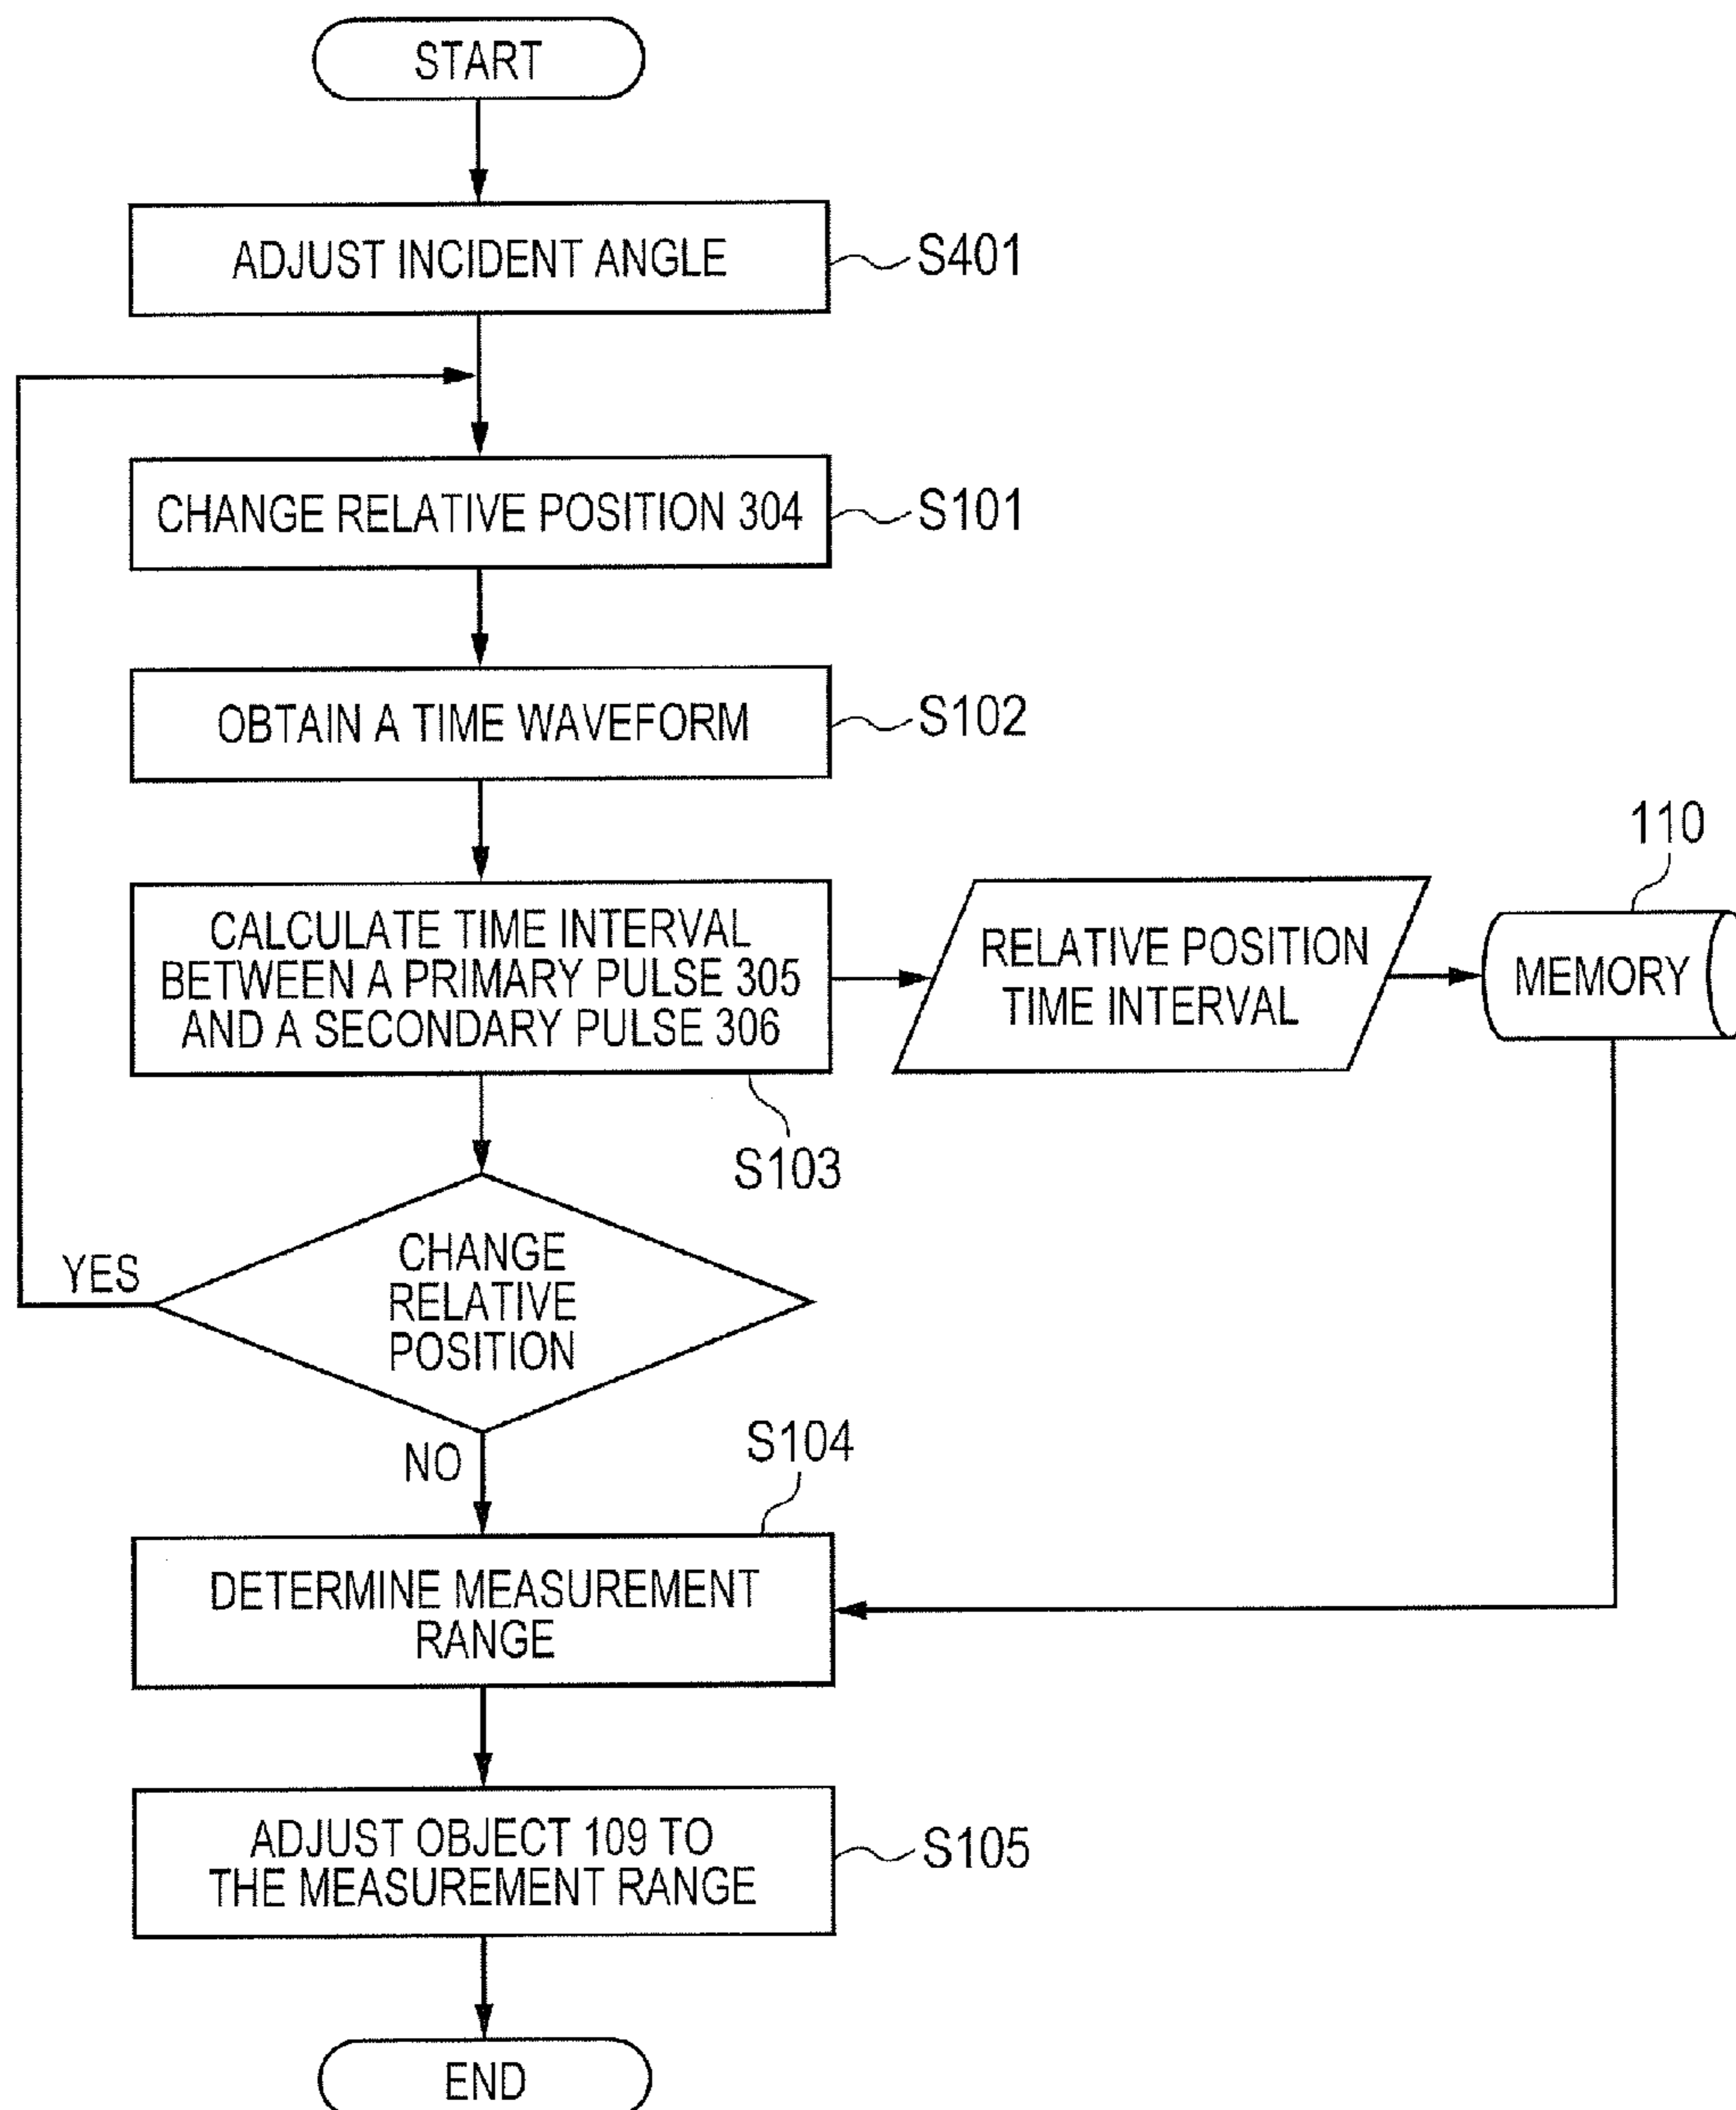 START
ADJUST INCIDENT ANGLE
S401
CHANGE RELATIVE POSITION 304
S101
OBTAIN A TIME WAVEFORM
S102
CALCULATE TIME INTERVAL
BETWEEN A PRIMARY PULSE 305
AND A SECONDARY PULSE 306
S103
RELATIVE POSITION
TIME INTERVAL
110
MEMORY
CHANGE
RELATIVE
POSITION
YES
NO
S104
DETERMINE MEASUREMENT
RANGE
ADJUST OBJECT 109 TO
THE MEASUREMENT RANGE
S105
END